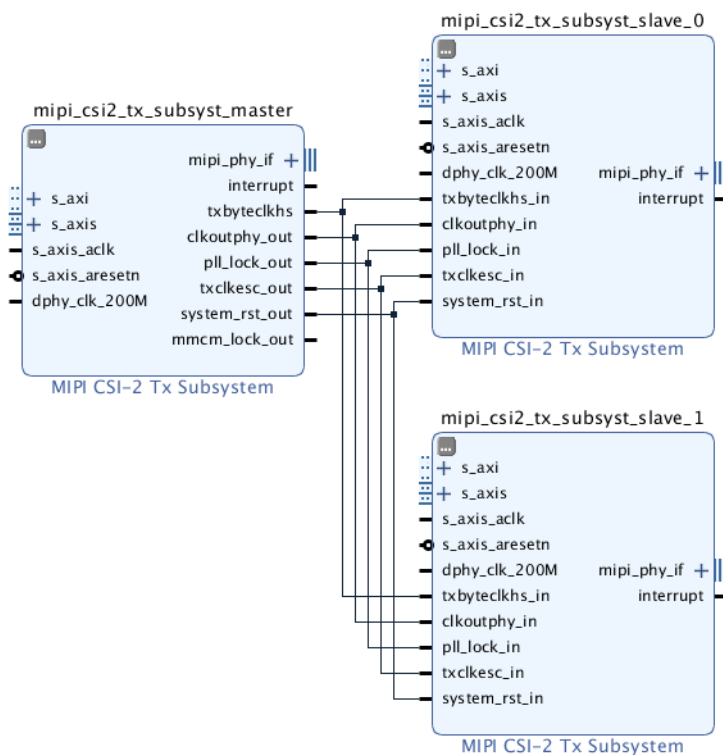 mipi_csi2_tx_subsyst_master
...
mipi_phy_if
interrupt
s_axi
txbyteclkhs
s_axis
clkoutphy_out
s_axis_aclk
pll_lock_out
s_axis_aresetn
txclkesc_out
dphy_clk_200M
system_rst_out
mmcm_lock_out
MIPI CSI-2 Tx Subsystem
mipi_csi2_tx_subsyst_slave_0
...
s_axi
s_axis
s_axis_aclk
s_axis_aresetn
dphy_clk_200M
mipi_phy_if
txbyteclkhs_in
interrupt
clkoutphy_in
pll_lock_in
txclkesc_in
system_rst_in
MIPI CSI-2 Tx Subsystem
mipi_csi2_tx_subsyst_slave_1
...
s_axi
s_axis
s_axis_aclk
s_axis_aresetn
dphy_clk_200M
mipi_phy_if
txbyteclkhs_in
interrupt
clkoutphy_in
pll_lock_in
txclkesc_in
system_rst_in
MIPI CSI-2 Tx Subsystem